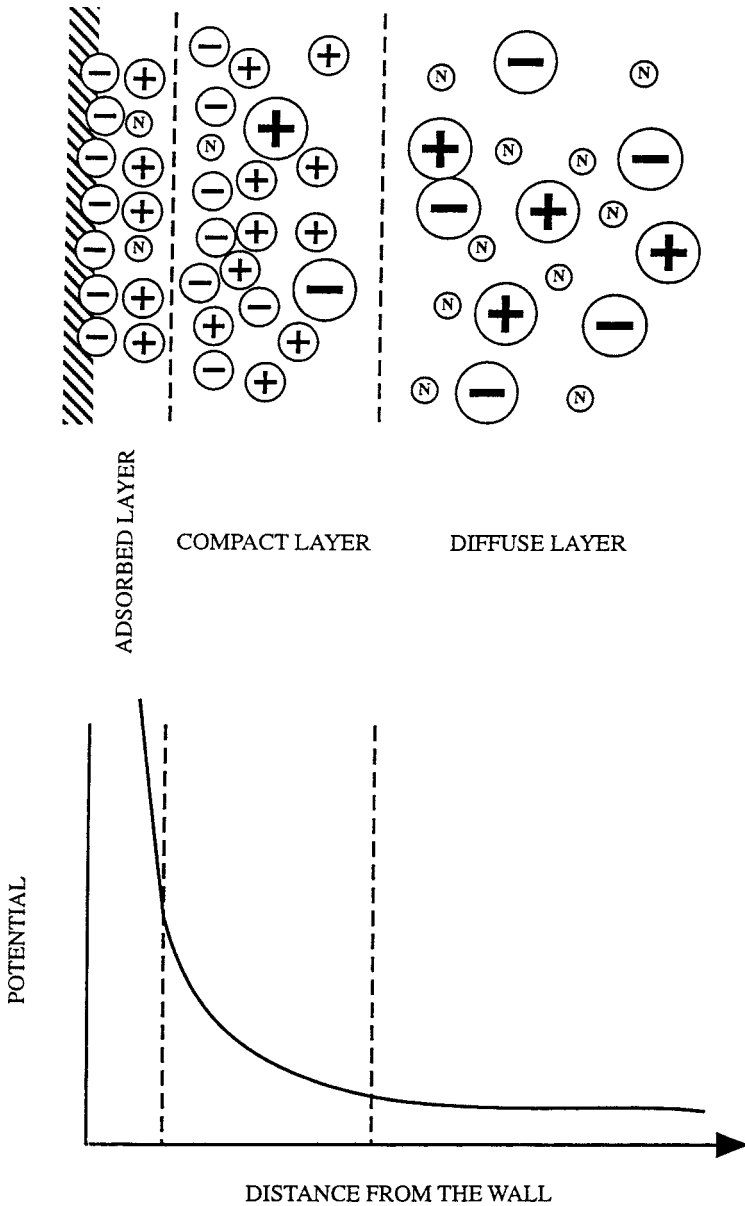 N N
N
N N N
N
N N
N
N
N N
ADSORBED LAYER
COMPACT LAYER
DIFFUSE LAYER
POTENTIAL
DISTANCE FROM THE WALL